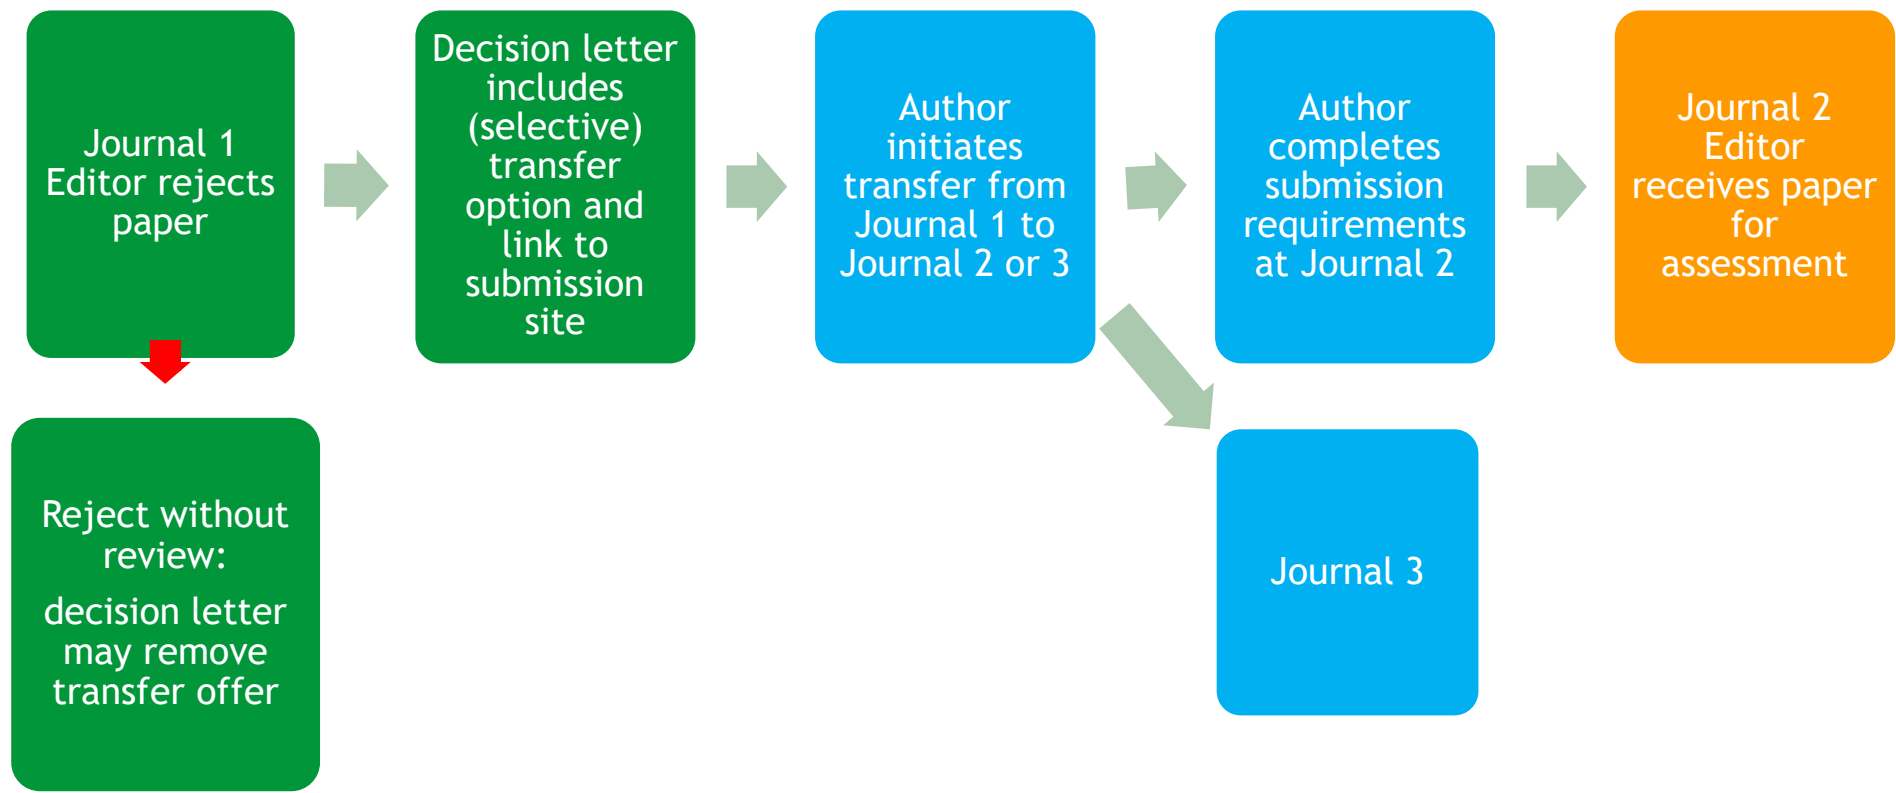 Journal 1
Editor rejects
paper
Decision letter
includes
(selective)
transfer
option and
link to
submission
site
Author
initiates
transfer from
Journal 1 to
Journal 2 or 3
Author
completes
submission
requirements
at Journal 2
Journal 2
Editor
receives paper
for
assessment
Reject without
review:
decision letter
may remove
transfer offer
Journal 3